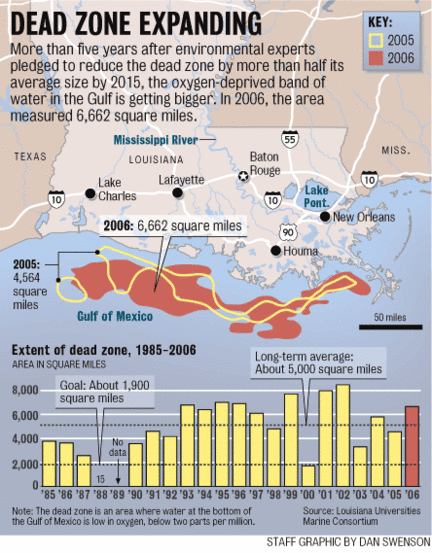 DEAD ZONE EXPANDING
More than five years after environmental experts
pledged to reduce the dead zone by more than half its
average size by 2015, the oxygen-deprived band of
water in the Gulf is getting bigger. In 2006, the area
measured 6,662 square miles.
KEY:
2005
2006
Mississippi River
55
TEXAS
LOUISIANA
MISS.
Baton
Rouge
10
Lake
Charles
Lafayette
10
Lake
Pont.
10
New Orleans
90
Houma
2006: 6,662 square miles
2005:
4,564
square
miles
Gulf of Mexico
50 miles
Extent of dead zone, 1985-2006
AREA IN SQUARE MILES
Long-term average:
About 5,000 square miles
Goal: About 1,900
square miles
8,000
6,000
4,000
2,000
0
No
data
15
'85 '86 '87 '88 '89 '90 '91 '92 '93 '94 '95 '96 '97 '98 '99 '00 '01 '02 '03 '04 '05 '06
Note: The dead zone is an area where water at the bottom
of the Gulf of Mexico is low in oxygen, below two parts per million.
Source: Louisiana Universities
Marine Consortium
STAFF GRAPHIC BY DAN SWENSON